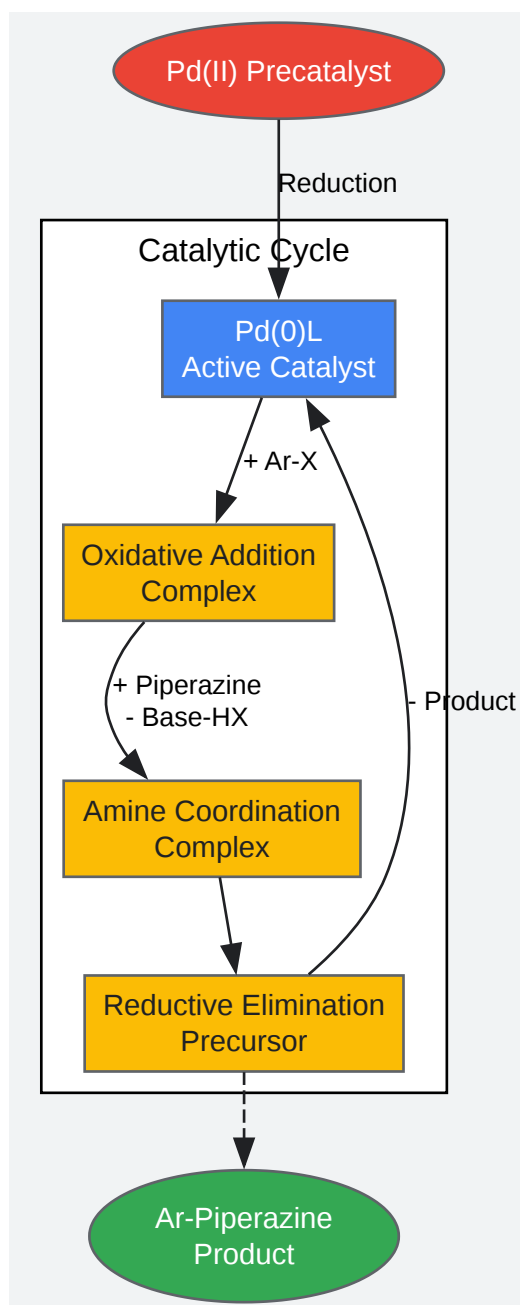 Pd(II) Precatalyst
Reduction
Catalytic Cycle
Pd(0)L
Active Catalyst
+ Ar-X
Oxidative Addition
Complex
+ Piperazine
- Base-HX
- Product
Amine Coordination
Complex
Reductive Elimination
Precursor
Ar-Piperazine
Product